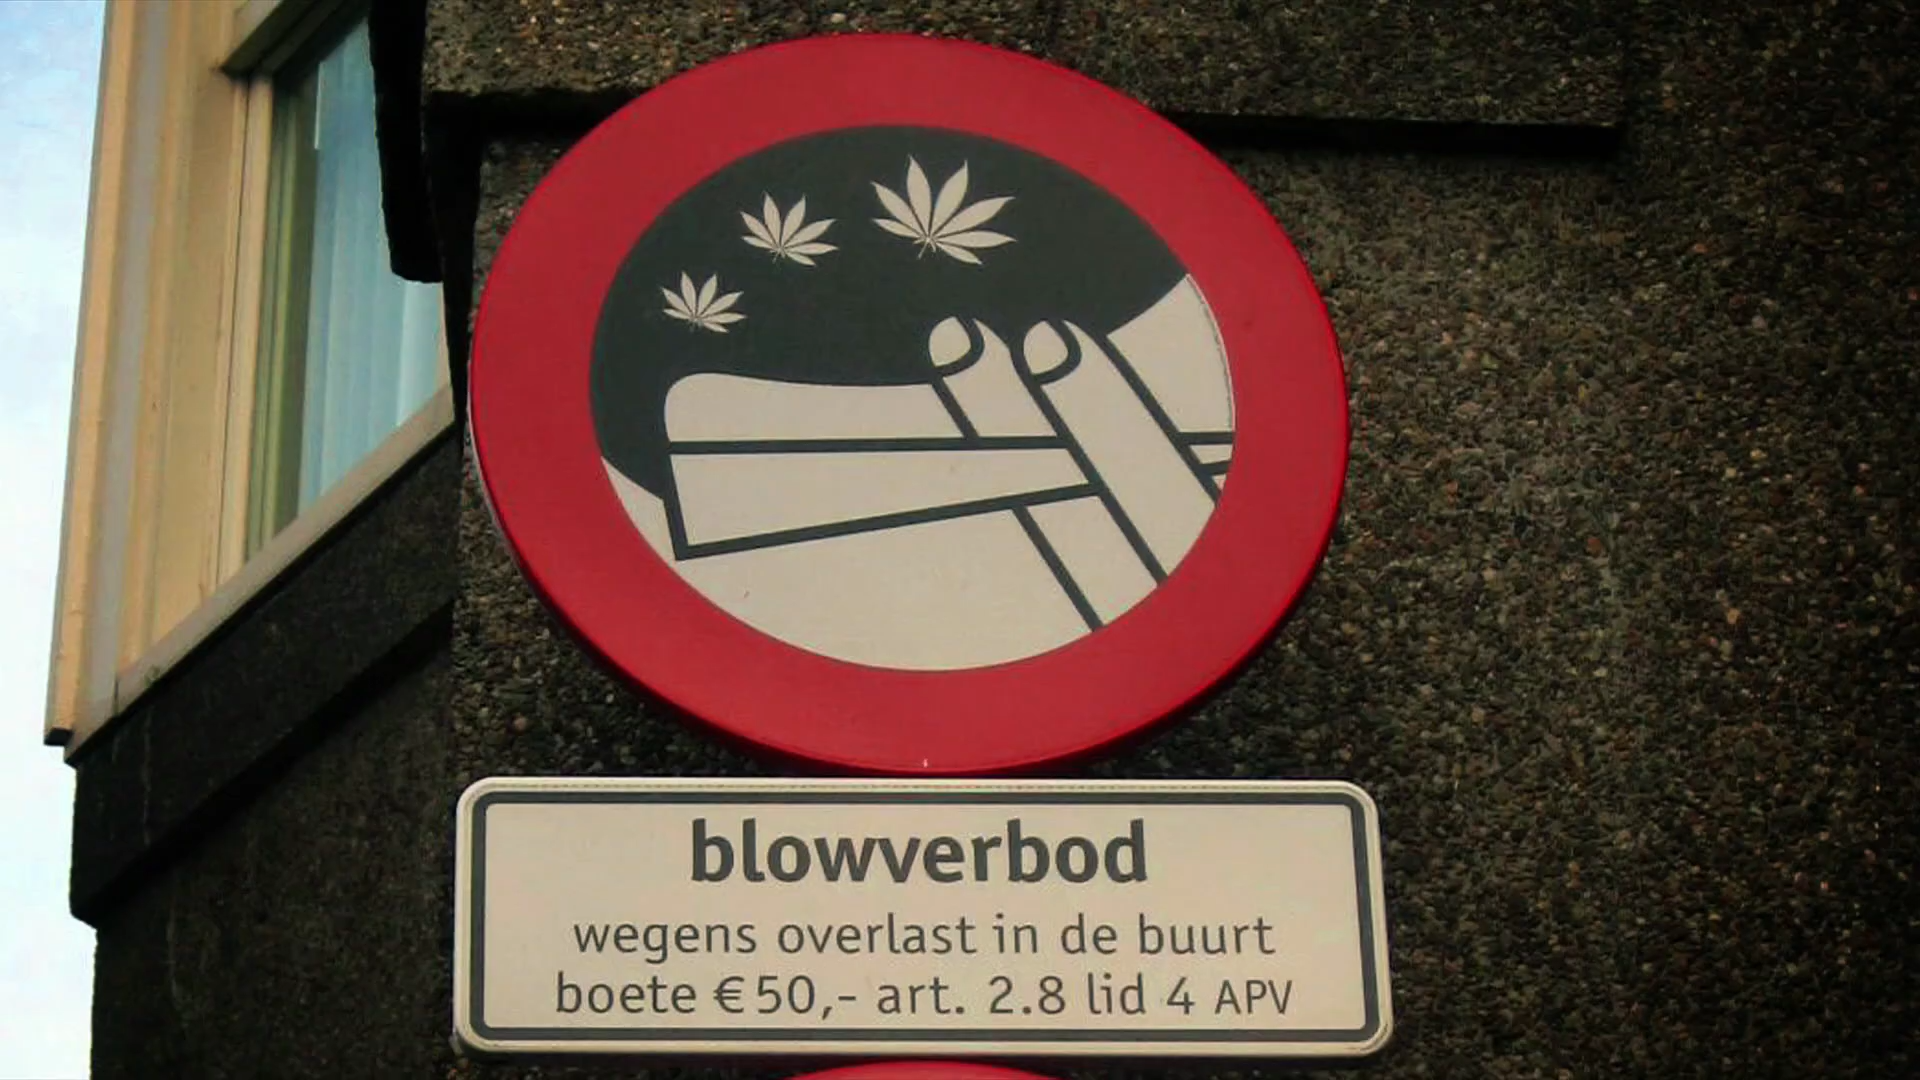 blowverbod
wegens overlast in de buurt
boete €50,- art. 2.8 lid 4 APV